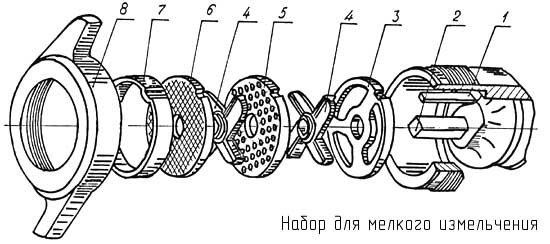 8 7 6 4 5 4 3 2 1
Набор для мелкого измельчения